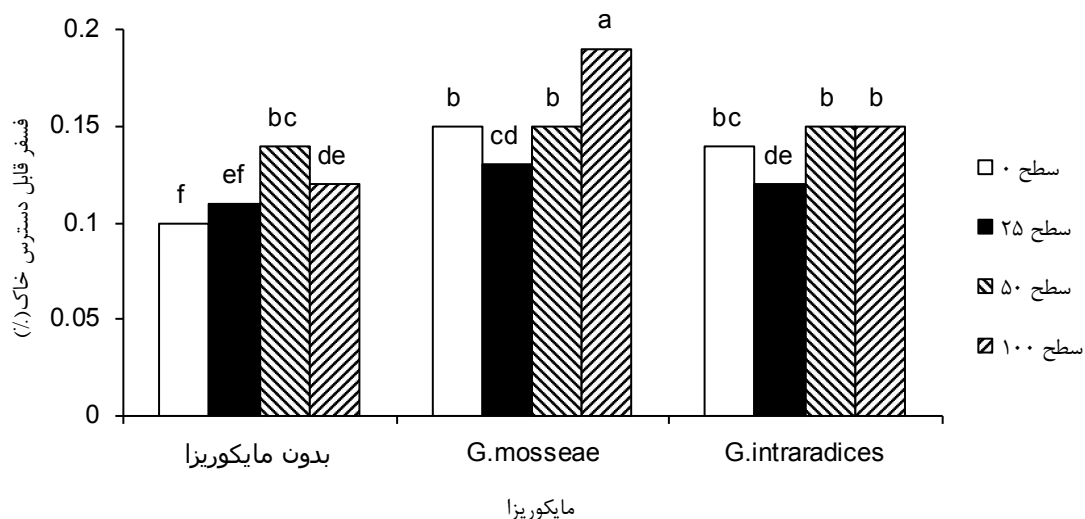 فسفر قابل دسترس خاک(٪)
0.2
0.15
0.1
0.05
0
f
ef
bc
de
b
cd
b
a
bc
de
b
b
بدون مایکوریزا
G.mosseae
G.intraradices
مایکوریزا
سطح ۰
سطح ۲۵
سطح ۵۰
سطح ۱۰۰